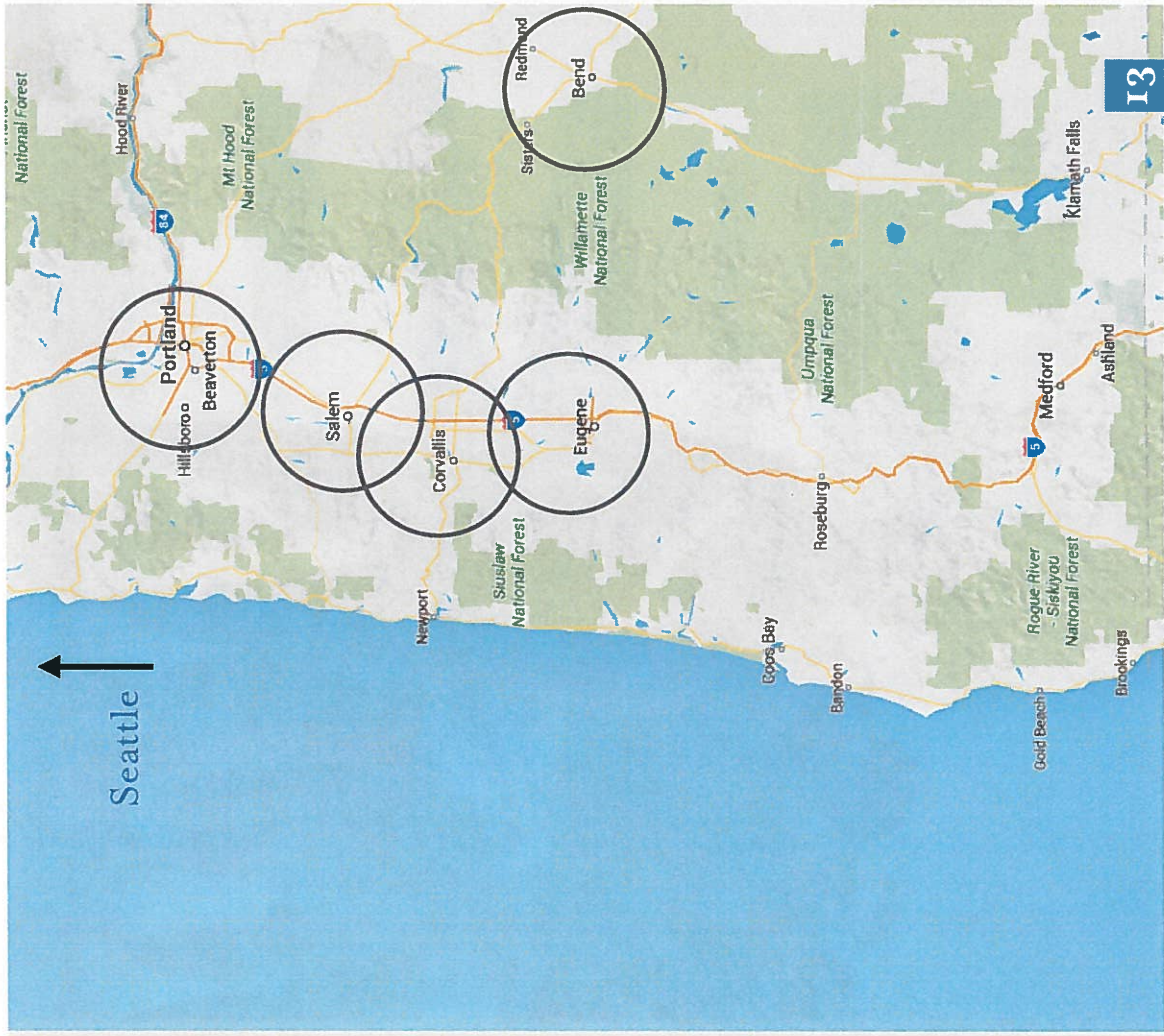 National Forest
Hood River
Mt Hood
National Forest
84
Portland
Beaverton
Hillsboro
5
Seattle
Salem
Corvallis
Newport
5
Siuslaw
National Forest
Eugene
Redmond
Bend
Sisters
Willamette
National Forest
Umpqua
National Forest
Roseburg
Coos Bay
Bandon
Medford
Ashland
5
Klamath Falls
Rogue River
- Siskiyou
National Forest
Gold Beach
Brookings
13